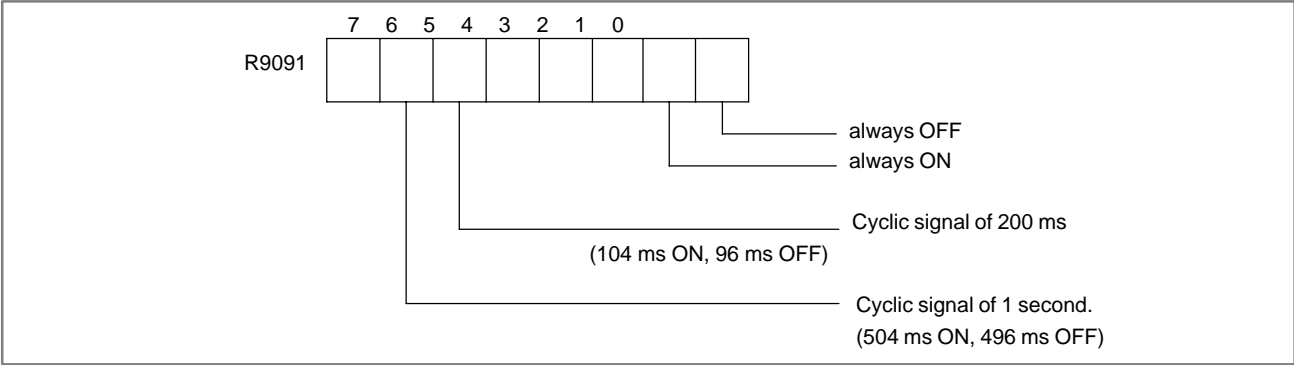 7 6 5 4 3 2 1 0
R9091
always OFF
always ON
Cyclic signal of 200 ms
(104 ms ON, 96 ms OFF)
Cyclic signal of 1 second.
(504 ms ON, 496 ms OFF)